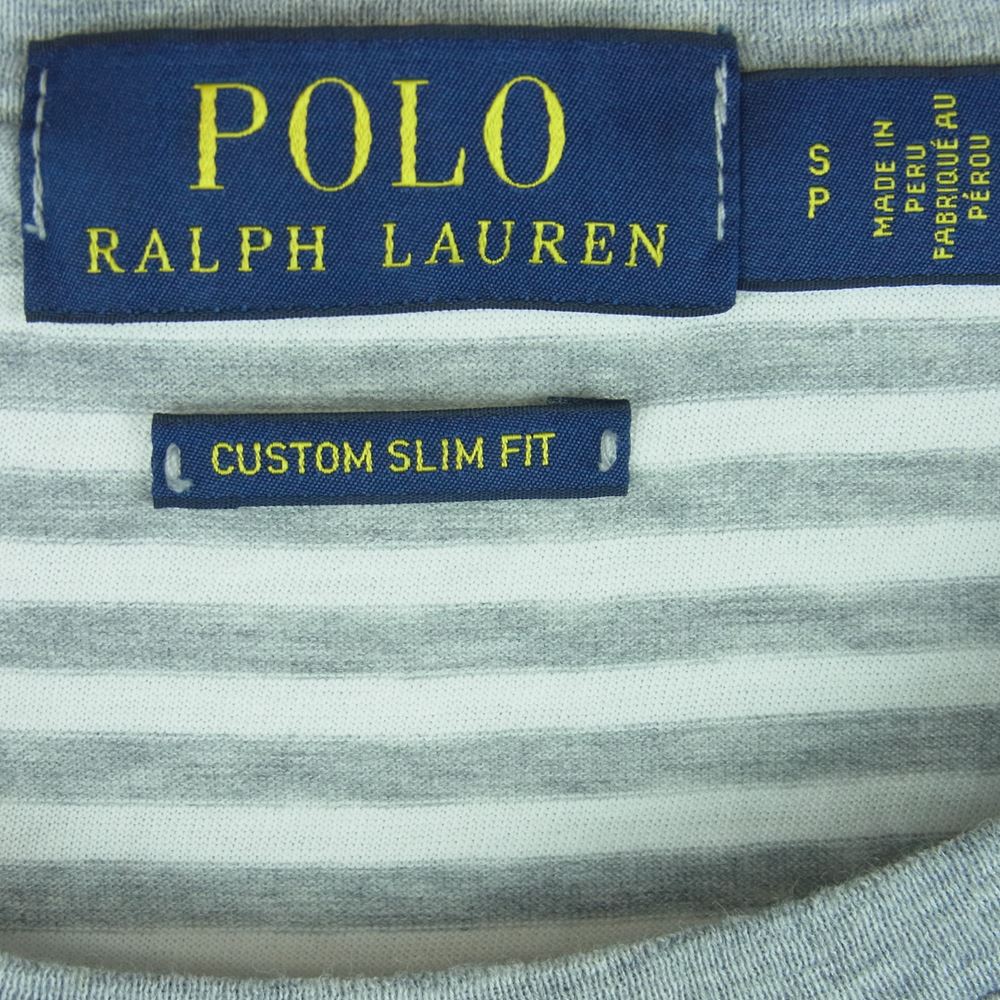 POLO
RALPH LAUREN
S
P
MADE IN
PERU
FABRIQUÉ AU
PÉROU
CUSTOM SLIM FIT